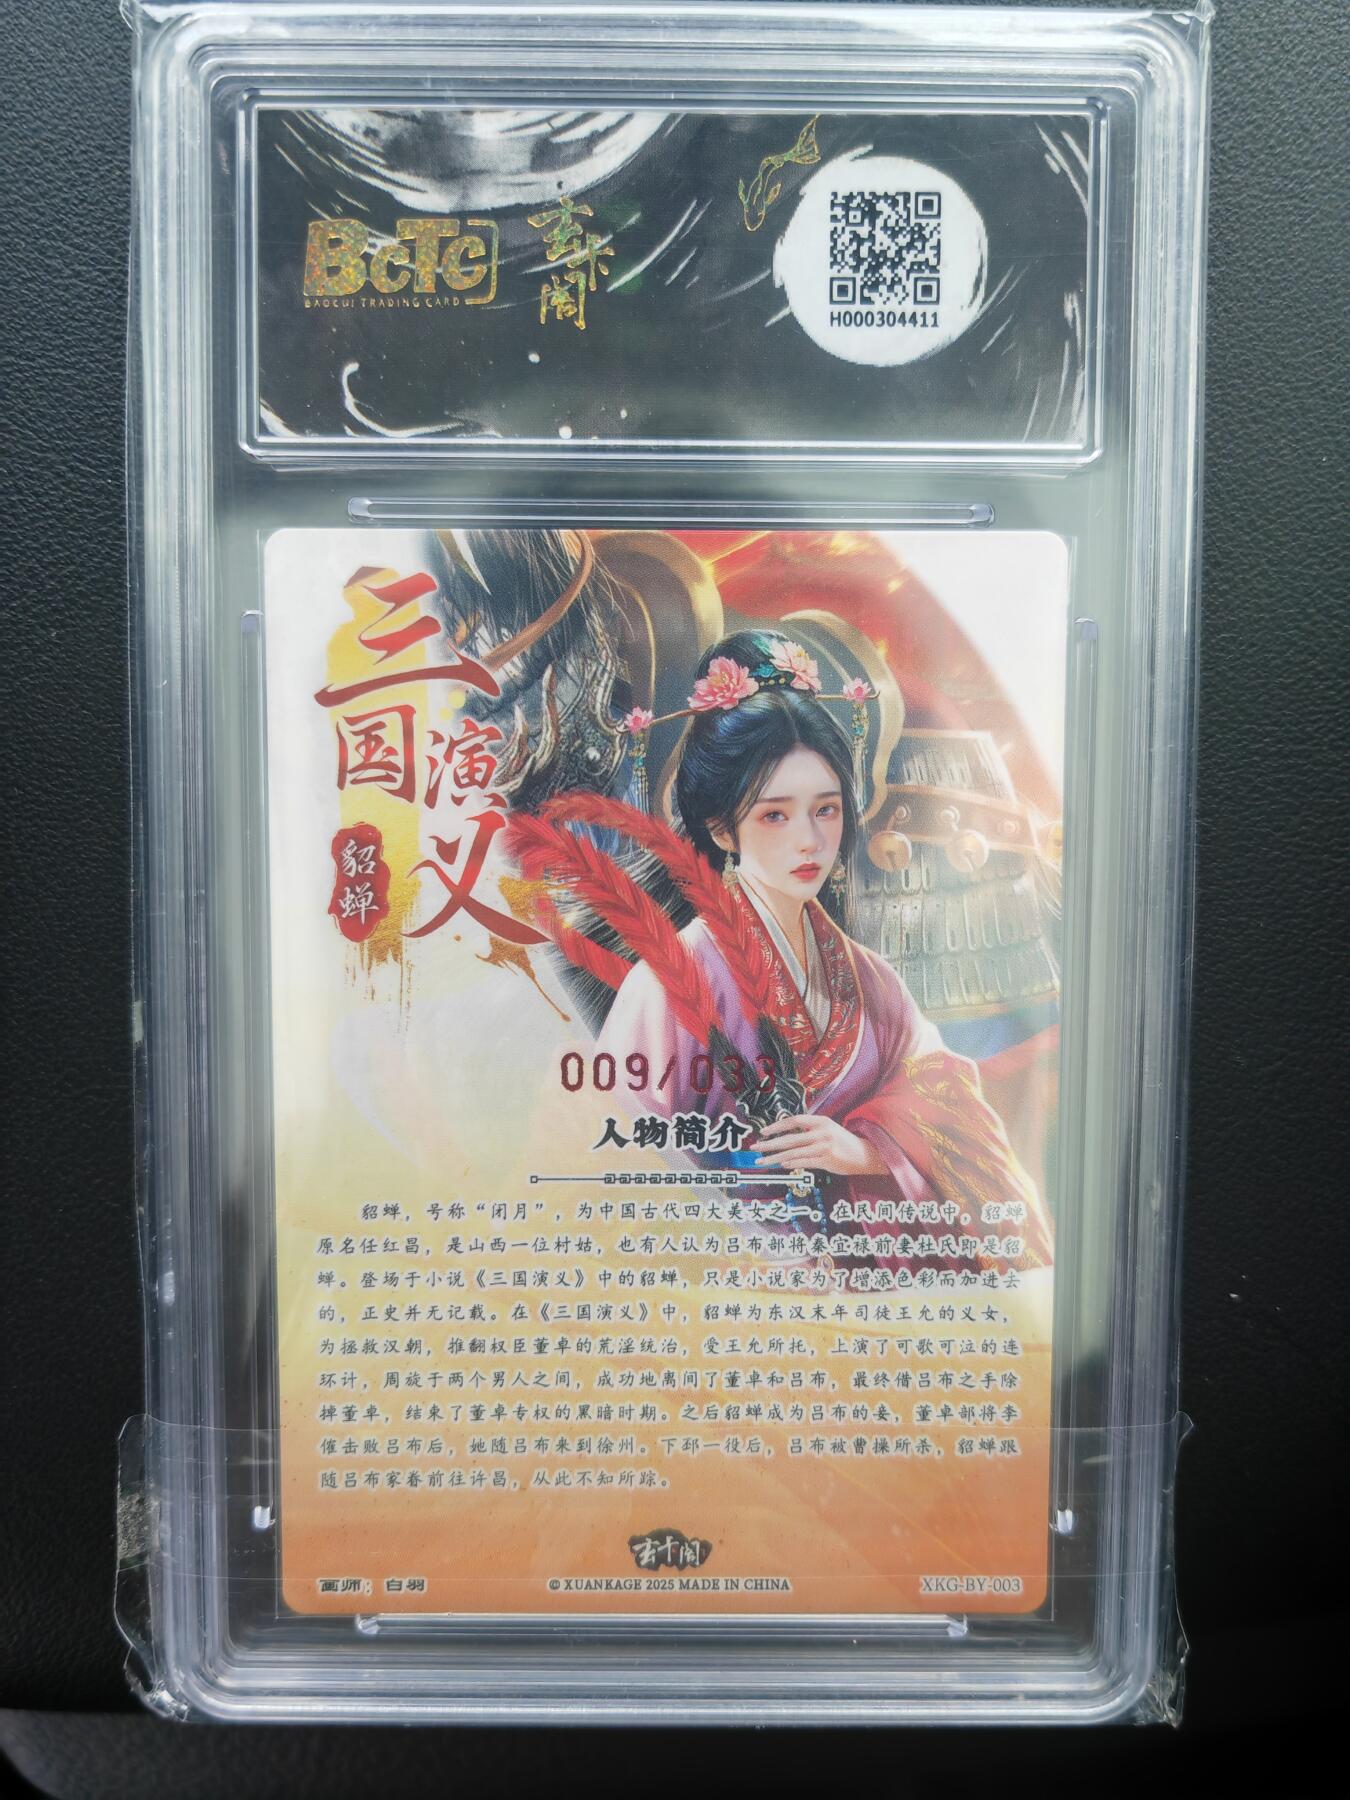 BCTC
BAOCUI TRADING CARD
玄卡阁
H000304411
三国演义
貂蝉
009/033
人物简介
貂蝉，号称“闭月”，为中国古代四大美女之一。在民间传说中，貂蝉
原名任红昌，是山西一位村姑，也有人认为吕布部将秦宜禄前妻杜氏即是貂
蝉。登场于小说《三国演义》中的貂蝉，只是小说家为了增添色彩而加进去
的，正史并无记载。在《三国演义》中，貂蝉为东汉末年司徒王允的义女，
为拯救汉朝，推翻权臣董卓的荒淫统治，受王允所托，上演了可歌可泣的连
环计，周旋于两个男人之间，成功地离间了董卓和吕布，最终借吕布之手除
掉董卓，结束了董卓专权的黑暗时期。之后貂蝉成为吕布的妾，董卓部将李
傕击败吕布后，她随吕布来到徐州。下邳一役后，吕布被曹操所杀，貂蝉跟
随吕布家眷前往许昌，从此不知所踪。
玄卡阁
画师：白羽
© XUANKAGE 2025 MADE IN CHINA
XKG-BY-003